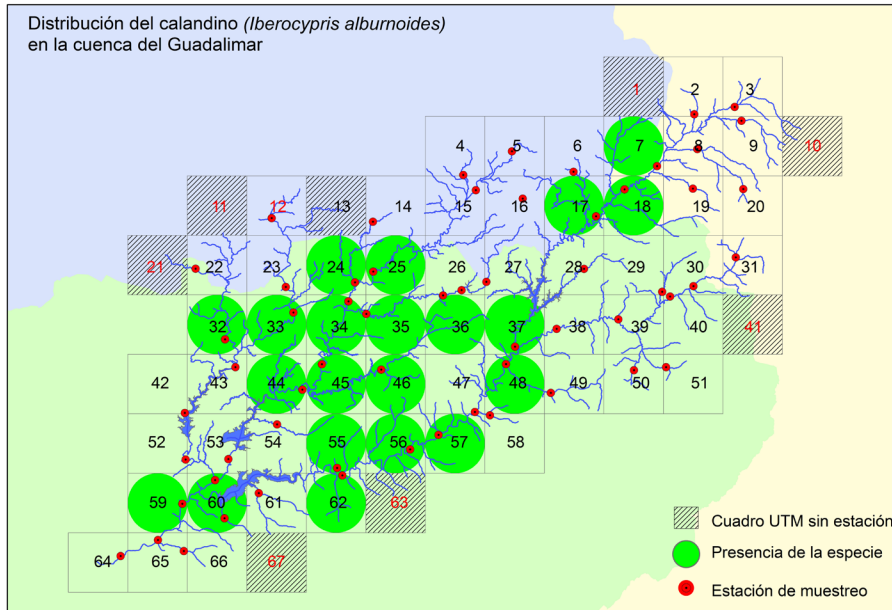 Distribución del calandino (Iberocypris alburnoides)
en la cuenca del Guadalimar
1 2 3
4 5 6 7 8 9 10
11 12 13 14 15 16 17 18 19 20
21 22 23 24 25 26 27 28 29 30 31
32 33 34 35 36 37 38 39 40 41
42 43 44 45 46 47 48 49 50 51
52 53 54 55 56 57 58
59 60 61 62 63
64 65 66 67
Cuadro UTM sin estación
Presencia de la especie
Estación de muestreo